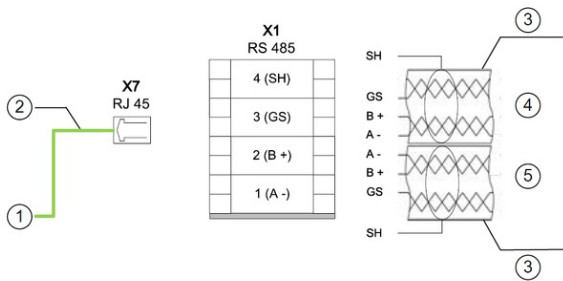 X1
RS 485
X7
RJ 45
4 (SH)
3 (GS)
2 (B +)
1 (A -)
SH
GS
B +
A -
A -
B +
GS
SH
3
2
4
5
1
3